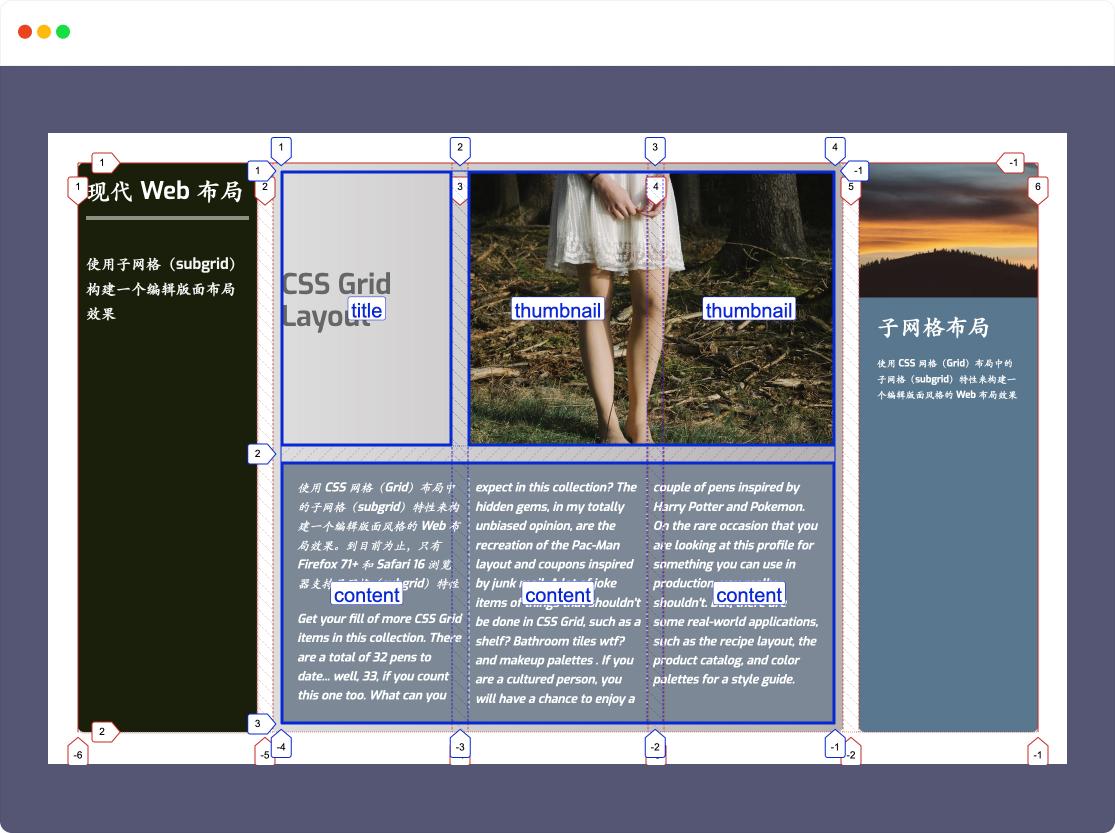 1
2
3
4
1
1
-1
-1
1
2
3
4
5
6
现代 Web 布局
使用子网格（subgrid）
构建一个编辑版面布局
效果
CSS Grid
Layout
title
thumbnail
thumbnail
子网格布局
使用 CSS 网格（Grid）布局中的
子网格（subgrid）特性来构建一
个编辑版面风格的 Web 布局效果
2
使用 CSS 网格（Grid）布局中
的子网格（subgrid）特性来构
建一个编辑版面风格的 Web 布
局效果。到目前为止，只有
Firefox 71+ 和 Safari 16 浏览
器支持子网格（subgrid）特性
content
Get your fill of more CSS Grid
items in this collection. There
are a total of 32 pens to
date... well, 33, if you count
this one too. What can you
expect in this collection? The
hidden gems, in my totally
unbiased opinion, are the
recreation of the Pac-Man
layout and coupons inspired
by junk mail. A lot of joke
items of things that shouldn't
content
be done in CSS Grid, such as a
shelf? Bathroom tiles wtf?
and makeup palettes . If you
are a cultured person, you
will have a chance to enjoy a
couple of pens inspired by
Harry Potter and Pokemon.
On the rare occasion that you
are looking at this profile for
something you can use in
production, you really
shouldn't. But, there are
content
some real-world applications,
such as the recipe layout, the
product catalog, and color
palettes for a style guide.
3
2
-6
-5
-4
-3
-2
-1
-2
-1